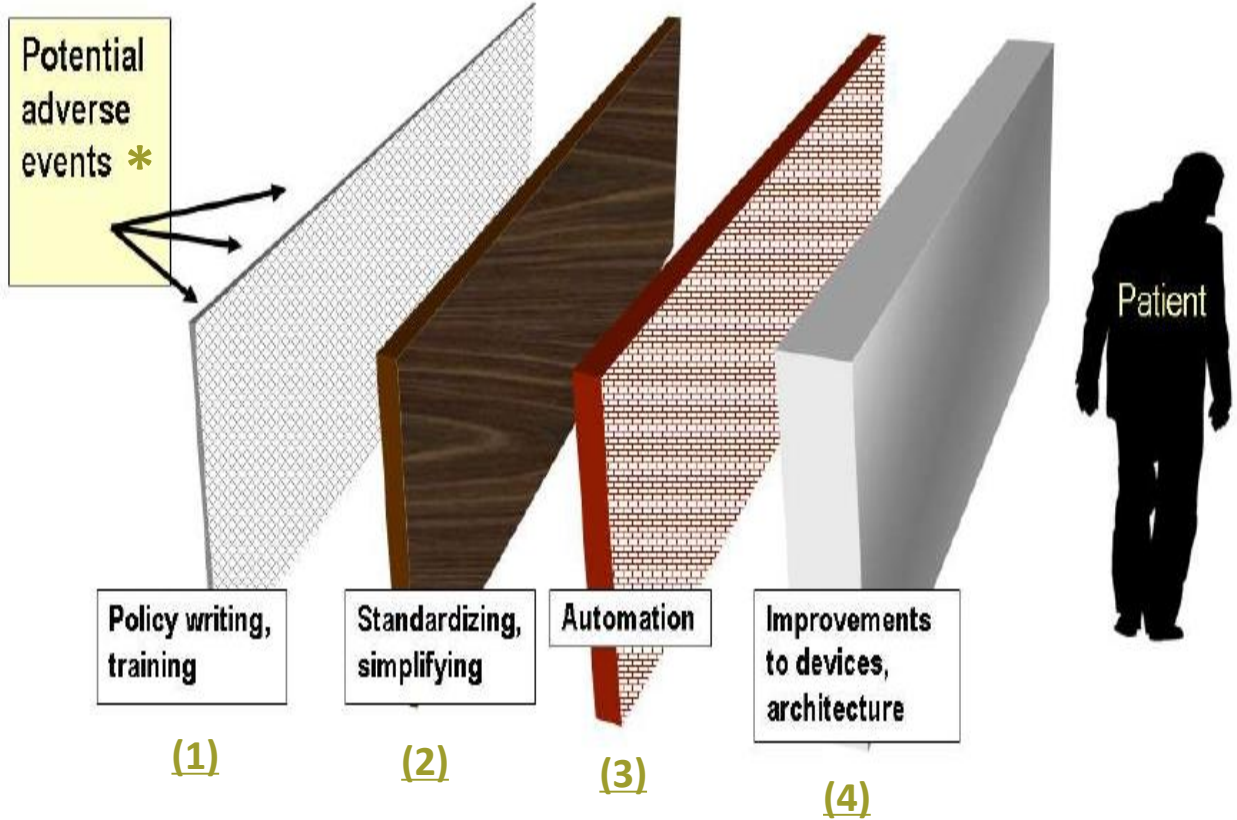 Potential
adverse
events *
Patient
Policy writing,
training
Standardizing,
simplifying
Automation
Improvements
to devices,
architecture
(1)
(2)
(3)
(4)